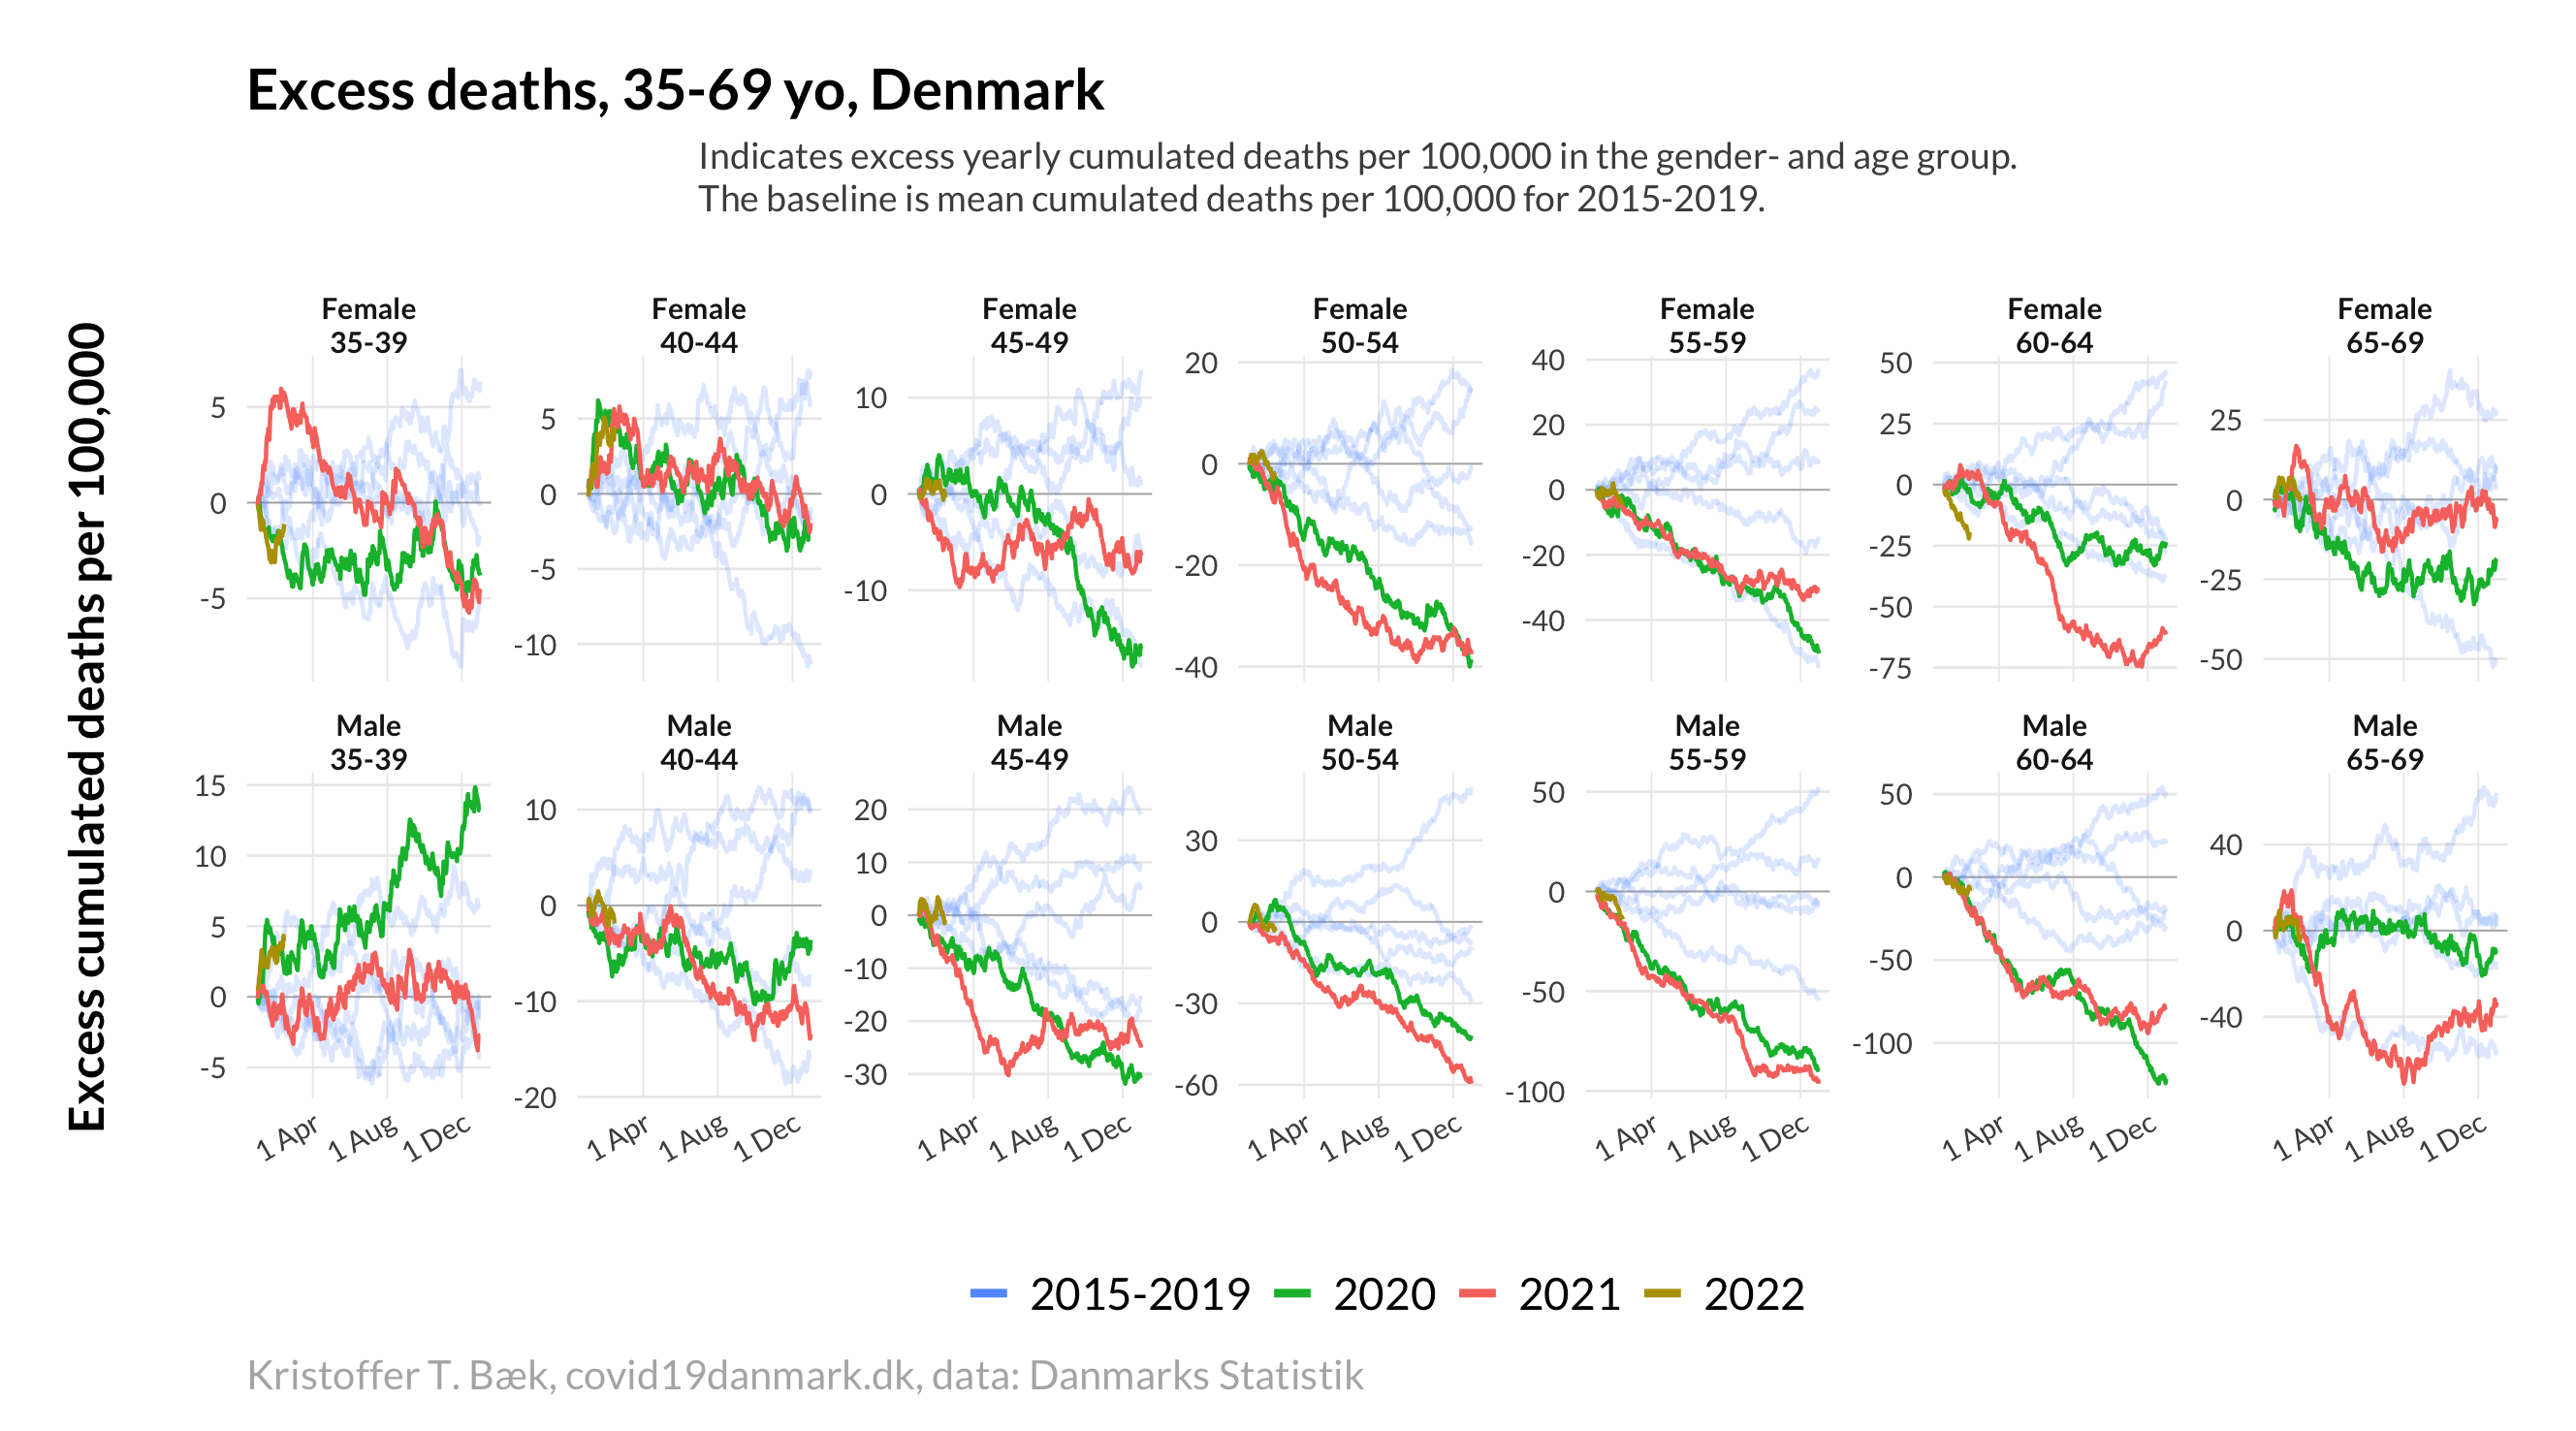 Excess deaths, 35-69 yo, Denmark
Indicates excess yearly cumulated deaths per 100,000 in the gender- and age group.
The baseline is mean cumulated deaths per 100,000 for 2015-2019.
Excess cumulated deaths per 100,000
Female
35-39
5
0
-5
Female
40-44
5
0
-5
-10
Female
45-49
10
0
-10
Female
50-54
20
0
-20
-40
Female
55-59
40
20
0
-20
-40
Female
60-64
50
25
0
-25
-50
-75
Female
65-69
25
0
-25
-50
Male
35-39
15
10
5
0
-5
1 Apr
1 Aug
1 Dec
Male
40-44
10
0
-10
-20
1 Apr
1 Aug
1 Dec
Male
45-49
20
10
0
-10
-20
-30
1 Apr
1 Aug
1 Dec
Male
50-54
30
0
-30
-60
1 Apr
1 Aug
1 Dec
Male
55-59
50
0
-50
-100
1 Apr
1 Aug
1 Dec
Male
60-64
50
0
-50
-100
1 Apr
1 Aug
1 Dec
Male
65-69
40
0
-40
1 Apr
1 Aug
1 Dec
2015-2019 2020 2021 2022
Kristoffer T. Bæk, covid19danmark.dk, data: Danmarks Statistik